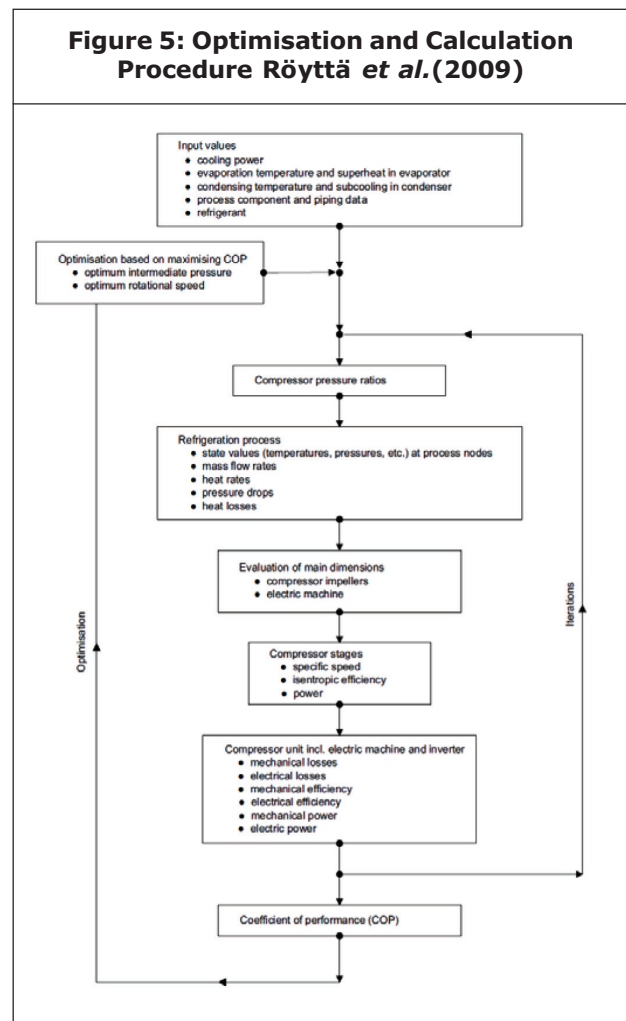 Figure 5: Optimisation and Calculation
Procedure Röyttä et al.(2009)
Input values
● cooling power
● evaporation temperature and superheat in evaporator
● condensing temperature and subcooling in condenser
● process component and piping data
● refrigerant
Optimisation based on maximising COP
● optimum intermediate pressure
● optimum rotational speed
Compressor pressure ratios
Refrigeration process
● state values (temperatures, pressures, etc.) at process nodes
● mass flow rates
● heat rates
● pressure drops
● heat losses
Evaluation of main dimensions
● compressor impellers
● electric machine
Optimisation
Iterations
Compressor stages
● specific speed
● isentropic efficiency
● power
Compressor unit incl. electric machine and inverter
● mechanical losses
● electrical losses
● mechanical efficiency
● electrical efficiency
● mechanical power
● electric power
Coefficient of performance (COP)